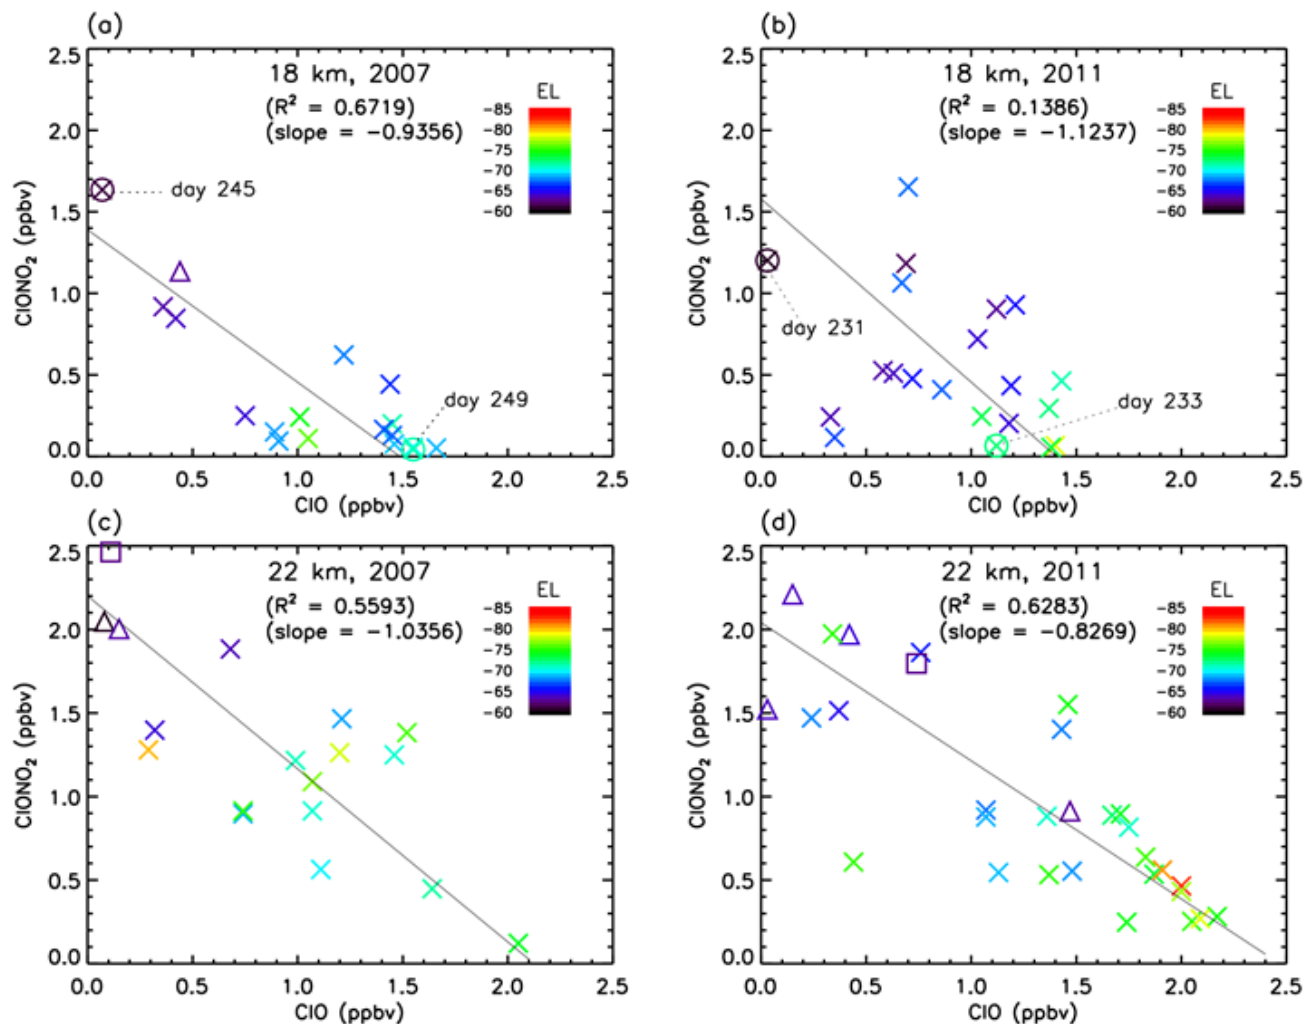 (a)
18 km, 2007
(R² = 0.6719)
(slope = −0.9356)
EL
−85
−80
−75
−70
−65
−60
day 245
day 249
2.5
2.0
1.5
1.0
0.5
0.0
ClONO₂ (ppbv)
0.0 0.5 1.0 1.5 2.0 2.5
ClO (ppbv)
(b)
18 km, 2011
(R² = 0.1386)
(slope = −1.1237)
EL
−85
−80
−75
−70
−65
−60
day 231
day 233
2.5
2.0
1.5
1.0
0.5
0.0
ClONO₂ (ppbv)
0.0 0.5 1.0 1.5 2.0 2.5
ClO (ppbv)
(c)
22 km, 2007
(R² = 0.5593)
(slope = −1.0356)
EL
−85
−80
−75
−70
−65
−60
2.5
2.0
1.5
1.0
0.5
0.0
ClONO₂ (ppbv)
0.0 0.5 1.0 1.5 2.0 2.5
ClO (ppbv)
(d)
22 km, 2011
(R² = 0.6283)
(slope = −0.8269)
EL
−85
−80
−75
−70
−65
−60
2.5
2.0
1.5
1.0
0.5
0.0
ClONO₂ (ppbv)
0.0 0.5 1.0 1.5 2.0 2.5
ClO (ppbv)